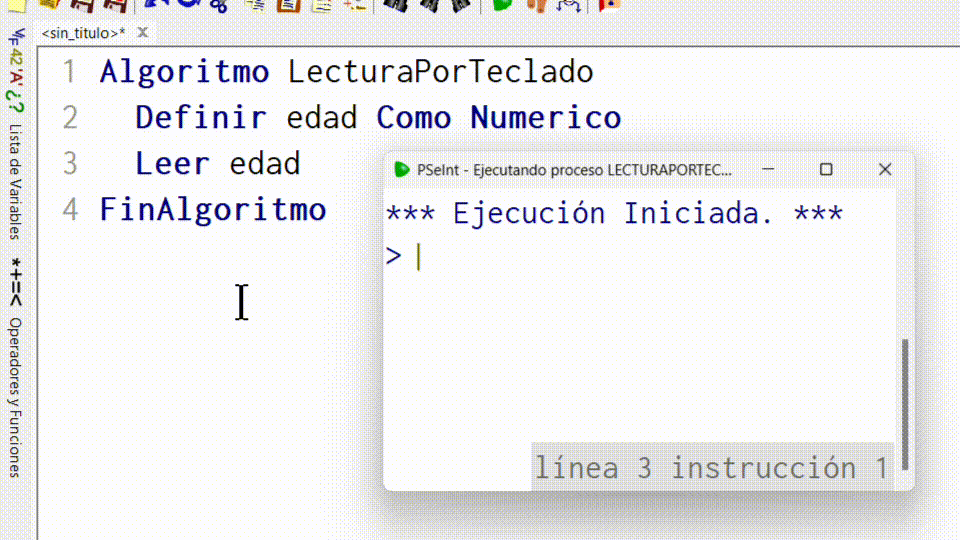 <sin_titulo>* X
1 Algoritmo LecturaPorTeclado
2 Definir edad Como Numerico
3 Leer edad
4 FinAlgoritmo
PSeInt - Ejecutando proceso LECTURAPORTEC...
*** Ejecución Iniciada. ***
>
línea 3 instrucción 1
42 'A' ¿?
Lista de Variables
*+=<
Operadores y Funciones